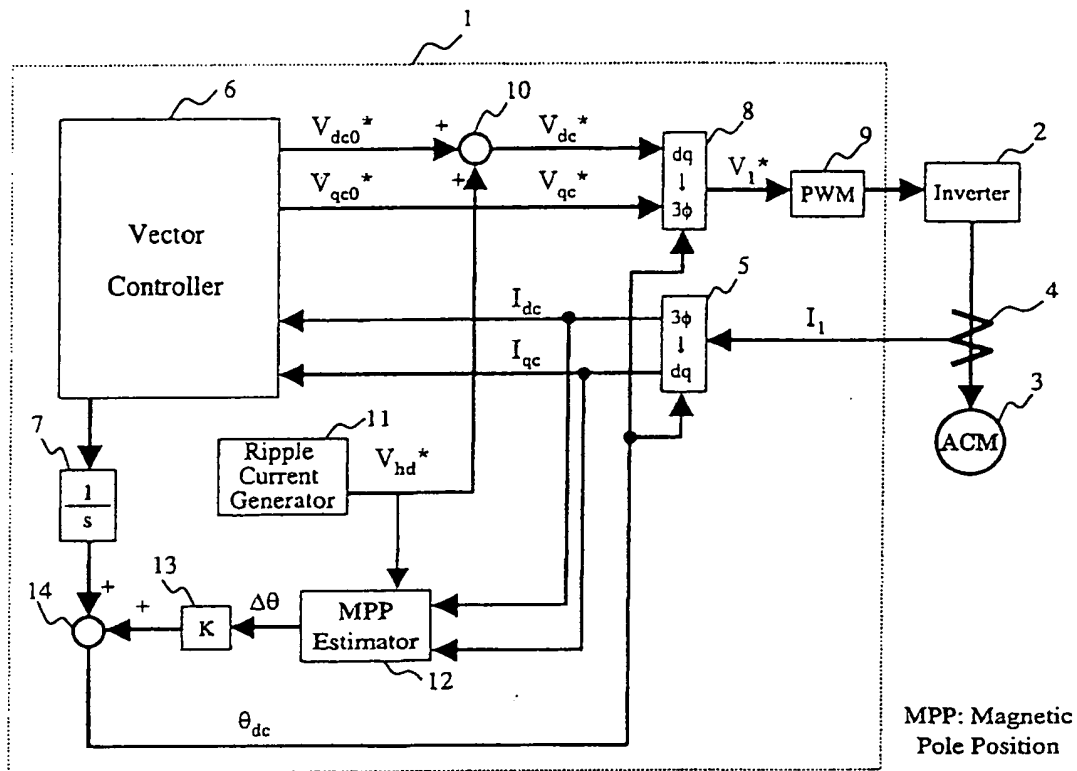 1
6
10
8
2
9
V_dc0*
+
V_dc*
+
V_qc0*
V_qc*
dq
↓
3ϕ
V_1*
PWM
Inverter
Vector
Controller
5
4
I_dc
3ϕ
↓
dq
I_1
I_qc
3
ACM
11
Ripple
Current
Generator
V_hd*
7
1
s
+
14
+
13
K
Δθ
MPP
Estimator
12
θ_dc
MPP: Magnetic
Pole Position